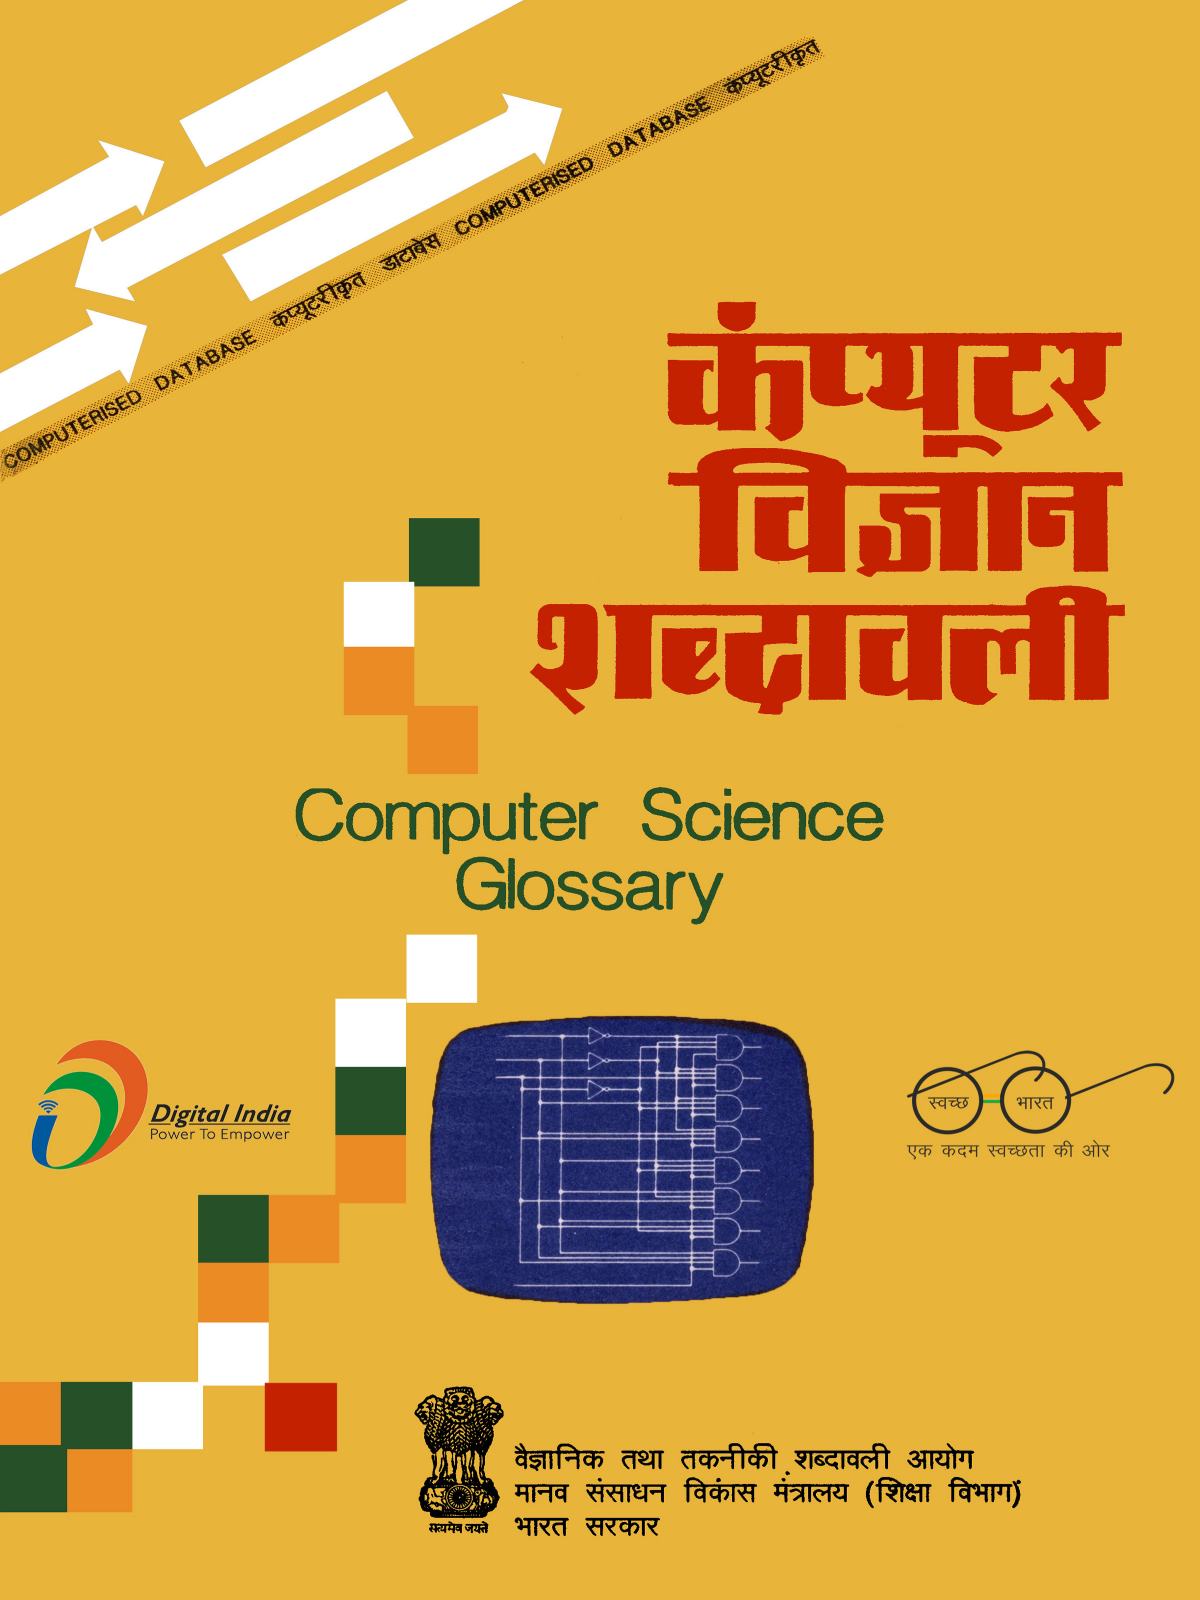 COMPUTERISED DATABASE कंप्यूटरीकृत डाटाबेस COMPUTERISED DATABASE कंप्यूटरीकृत
कंप्यूटर
विज्ञान
शब्दावली
Computer Science
Glossary
Digital India
Power To Empower
स्वच्छ भारत
एक कदम स्वच्छता की ओर
वैज्ञानिक तथा तकनीकी शब्दावली आयोग
मानव संसाधन विकास मंत्रालय (शिक्षा विभाग)
भारत सरकार
सत्यमेव जयते